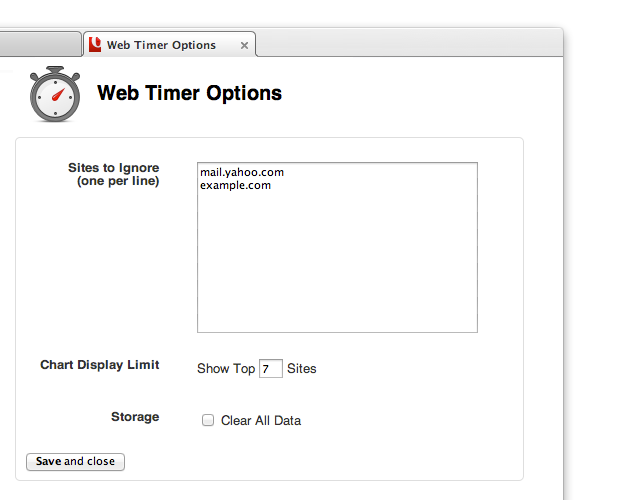 Web Timer Options
Web Timer Options
Sites to Ignore
(one per line)
mail.yahoo.com
example.com
Chart Display Limit
Show Top 7 Sites
Storage
Clear All Data
Save and close